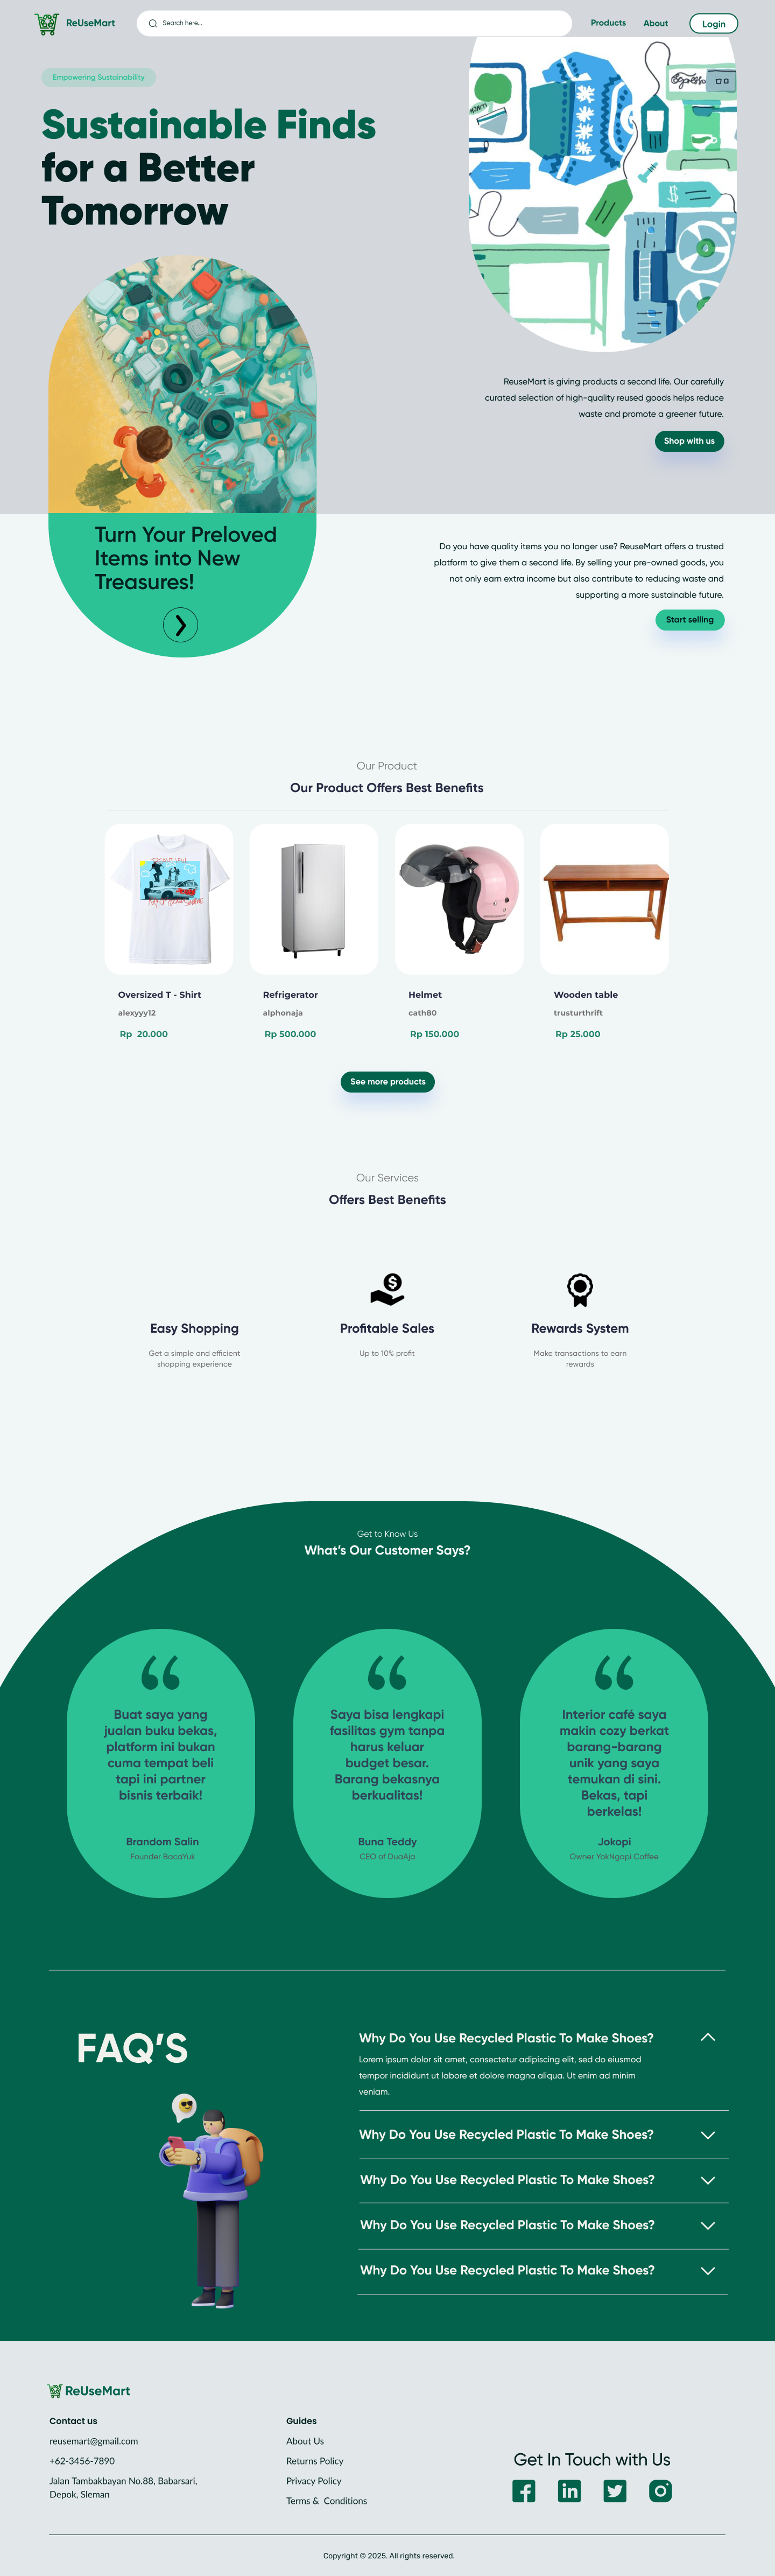 ReUseMart
Search here...
Products
About
Login
Empowering Sustainability
Sustainable Finds
for a Better
Tomorrow
$
ReUseMart is giving products a second life. Our carefully
curated selection of high-quality reused goods helps reduce
waste and promote a greener future.
Shop with us
Turn Your Preloved
Items into New
Treasures!
Do you have quality items you no longer use? ReuseMart offers a trusted
platform to give them a second life. By selling your pre-owned goods, you
not only earn extra income but also contribute to reducing waste and
supporting a more sustainable future.
Start selling
Our Product
Our Product Offers Best Benefits
Oversized T - Shirt
alexyyy12
Rp  20.000
Refrigerator
alphonaja
Rp 500.000
Helmet
cath80
Rp 150.000
Wooden table
trusturthrift
Rp 25.000
See more products
Our Services
Offers Best Benefits
Easy Shopping
Get a simple and efficient
shopping experience
$
Profitable Sales
Up to 10% profit
Rewards System
Make transactions to earn
rewards
Get to Know Us
What's Our Customer Says?
Buat saya yang
jualan buku bekas,
platform ini bukan
cuma tempat beli
tapi ini partner
bisnis terbaik!
Brandom Salin
Founder BacaYuk
Saya bisa lengkapi
fasilitas gym tanpa
harus keluar
budget besar.
Barang bekasnya
berkualitas!
Buna Teddy
CEO of DuaAja
Interior café saya
makin cozy berkat
barang-barang
unik yang saya
temukan di sini.
Bekas, tapi
berkelas!
Jokopi
Owner YokNgopi Coffee
FAQ'S
Why Do You Use Recycled Plastic To Make Shoes?
Lorem ipsum dolor sit amet, consectetur adipiscing elit, sed do eiusmod
tempor incididunt ut labore et dolore magna aliqua. Ut enim ad minim
veniam.
Why Do You Use Recycled Plastic To Make Shoes?
Why Do You Use Recycled Plastic To Make Shoes?
Why Do You Use Recycled Plastic To Make Shoes?
Why Do You Use Recycled Plastic To Make Shoes?
ReUseMart
Contact us
reusemart@gmail.com
+62-3456-7890
Jalan Tambakbayan No.88, Babarsari,
Depok, Sleman
Guides
About Us
Returns Policy
Privacy Policy
Terms &  Conditions
Get In Touch with Us
Copyright © 2025. All rights reserved.